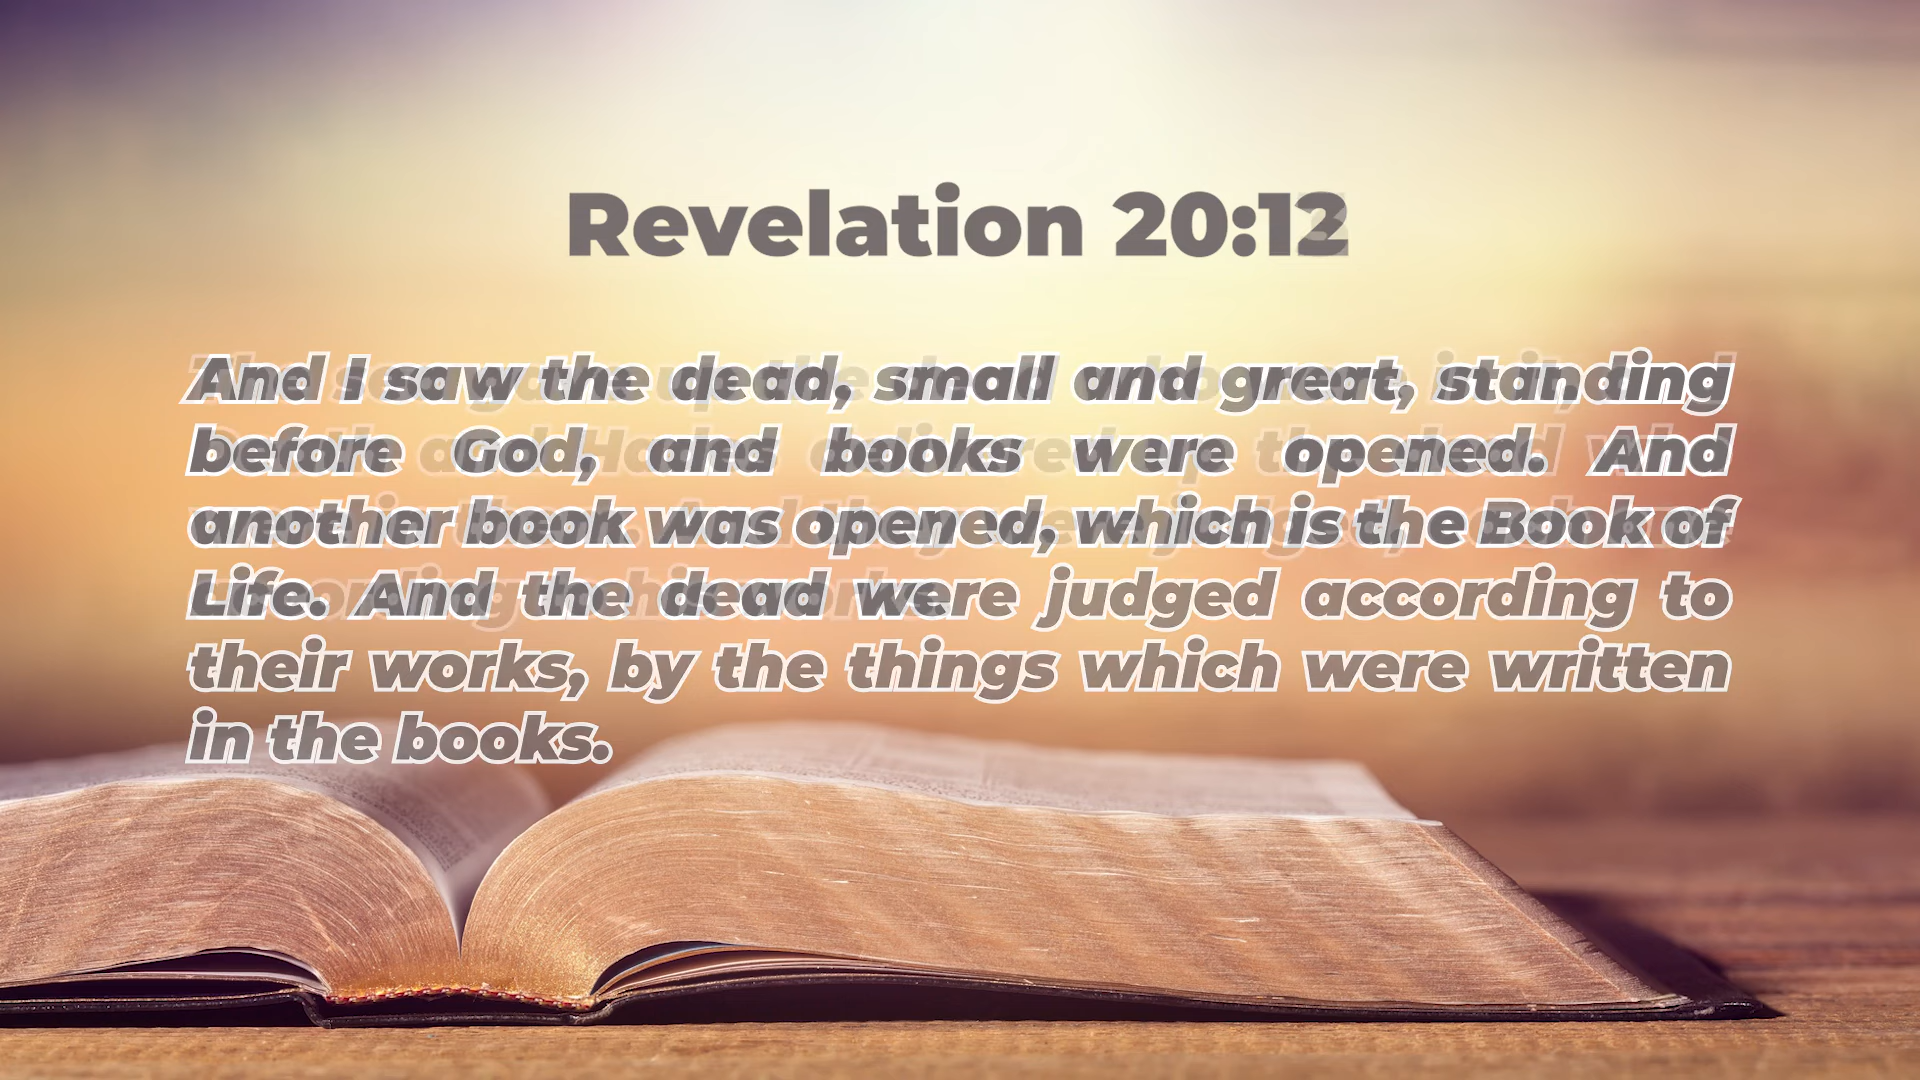 Revelation 20:12
And I saw the dead, small and great, standing
before God, and books were opened. And
another book was opened, which is the Book of
Life. And the dead were judged according to
their works, by the things which were written
in the books.